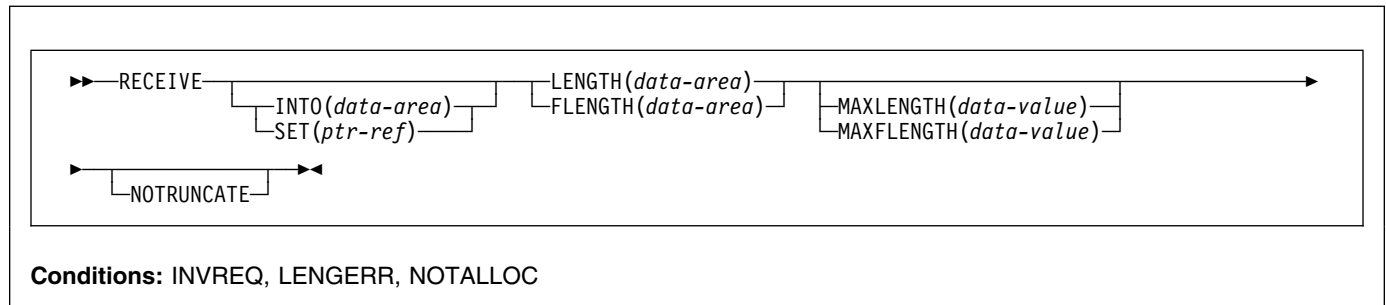 RECEIVE LENGTH(data-area)
INTO(data-area) FLENGTH(data-area) MAXLENGTH(data-value)
SET(ptr-ref) MAXFLENGTH(data-value)
NOTRUNCATE
Conditions: INVREQ, LENGERR, NOTALLOC